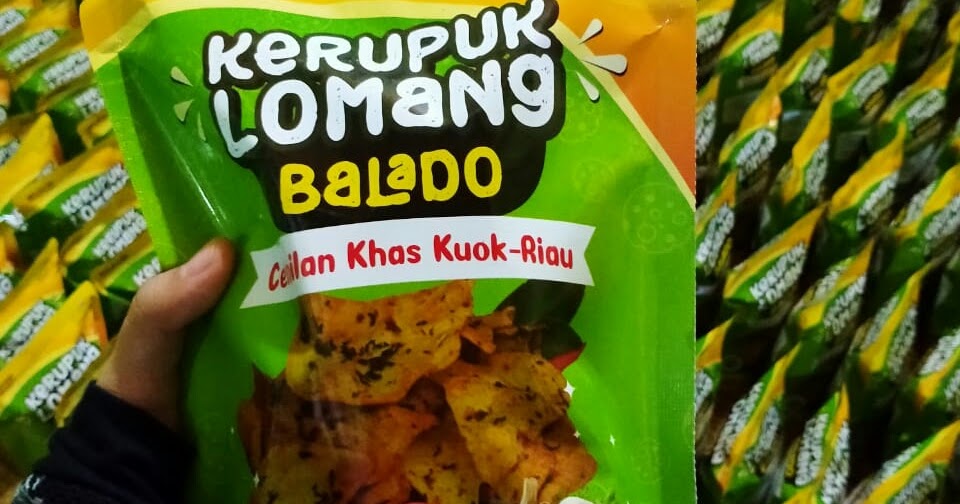 KERUPUK
LOMANG
BALADO
Cemilan Khas Kuok-Riau